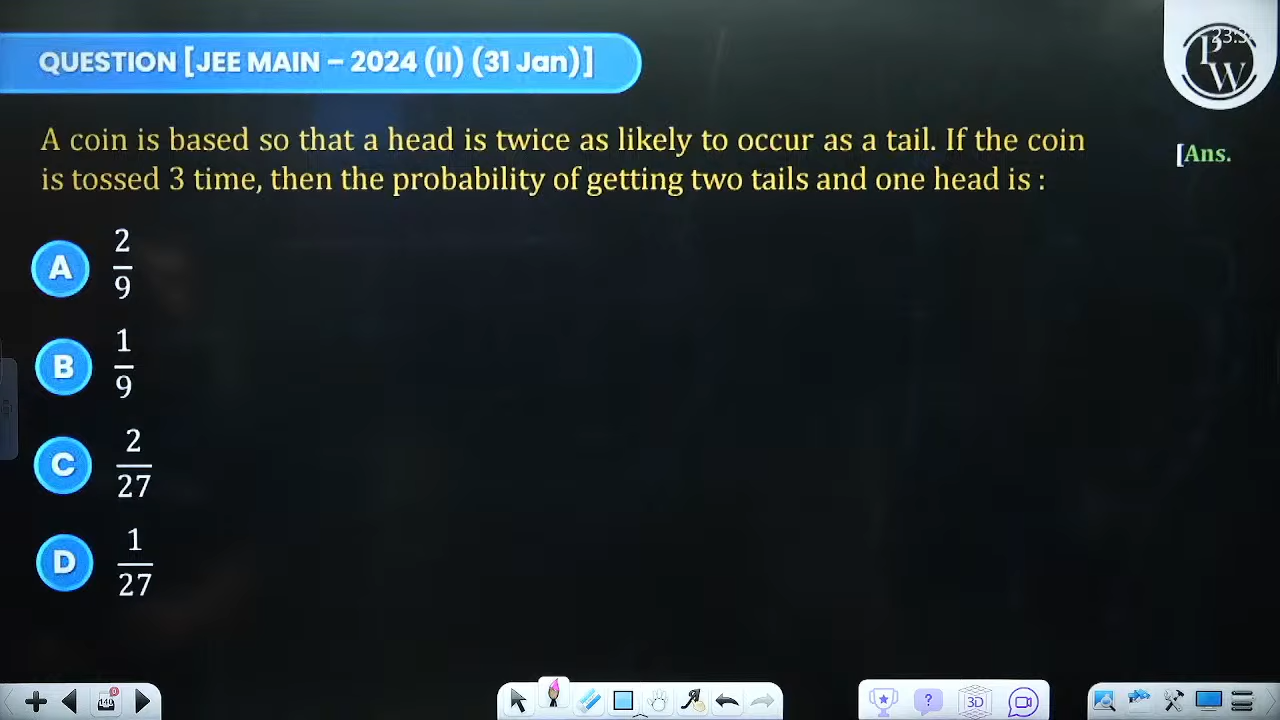 QUESTION [JEE MAIN – 2024 (II) (31 Jan)]
A coin is based so that a head is twice as likely to occur as a tail. If the coin
is tossed 3 time, then the probability of getting two tails and one head is :
[Ans.
A 2/9
B 1/9
C 2/27
D 1/27
P
W
3D